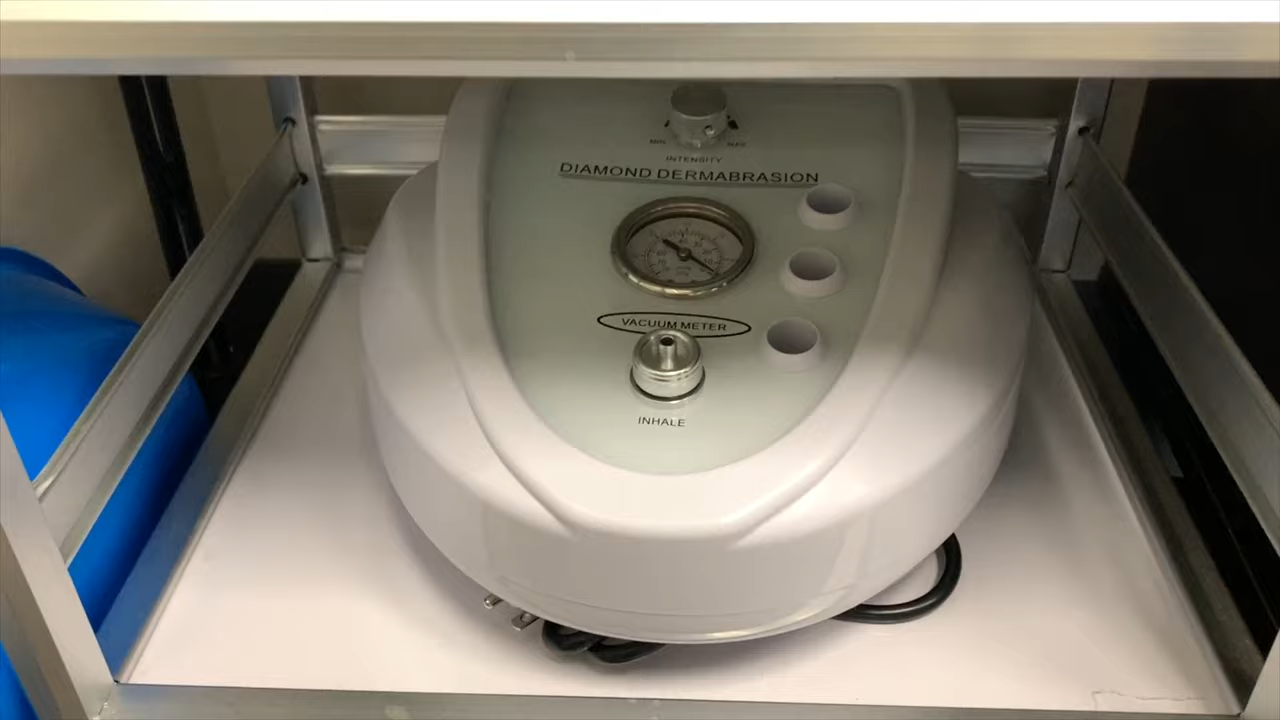 MIN MAX
INTENSITY
DIAMOND DERMABRASION
VACUUM METER
INHALE